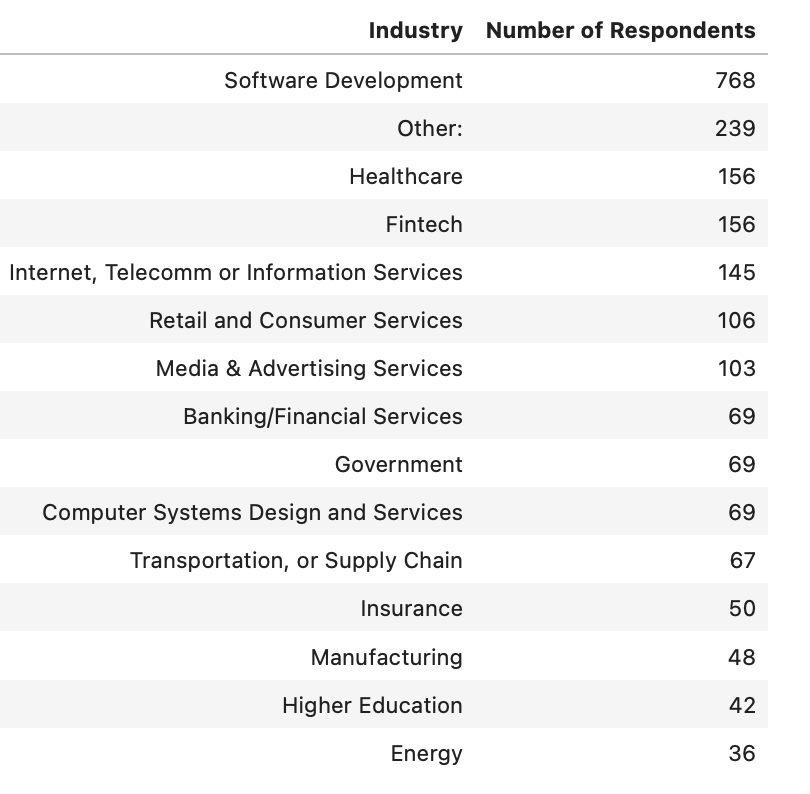 Industry Number of Respondents
Software Development 768
Other: 239
Healthcare 156
Fintech 156
Internet, Telecomm or Information Services 145
Retail and Consumer Services 106
Media & Advertising Services 103
Banking/Financial Services 69
Government 69
Computer Systems Design and Services 69
Transportation, or Supply Chain 67
Insurance 50
Manufacturing 48
Higher Education 42
Energy 36